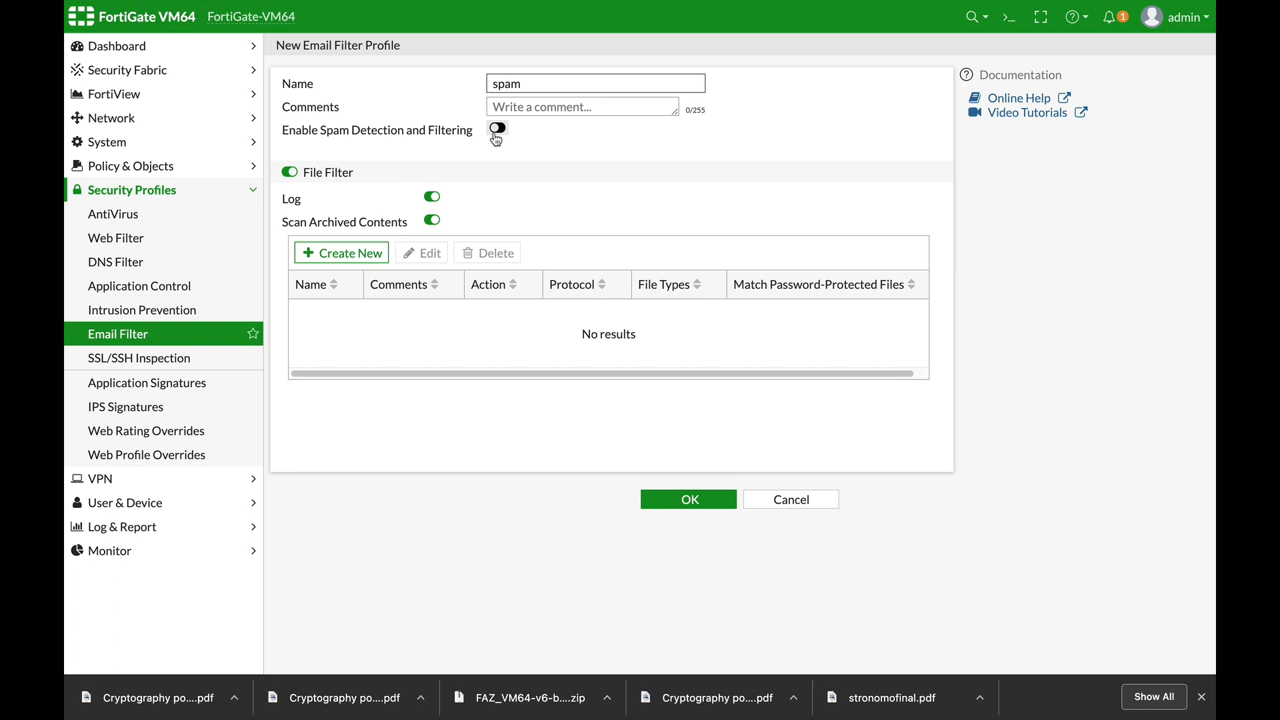 FortiGate VM64 FortiGate-VM64
1 admin
Dashboard
Security Fabric
FortiView
Network
System
Policy & Objects
Security Profiles
AntiVirus
Web Filter
DNS Filter
Application Control
Intrusion Prevention
Email Filter
SSL/SSH Inspection
Application Signatures
IPS Signatures
Web Rating Overrides
Web Profile Overrides
VPN
User & Device
Log & Report
Monitor
New Email Filter Profile
Name spam
Comments Write a comment... 0/255
Enable Spam Detection and Filtering
File Filter
Log
Scan Archived Contents
Create New Edit Delete
Name Comments Action Protocol File Types Match Password-Protected Files
No results
OK Cancel
Documentation
Online Help
Video Tutorials
Cryptography po....pdf Cryptography po....pdf FAZ_VM64-v6-b....zip Cryptography po....pdf stronomofinal.pdf Show All